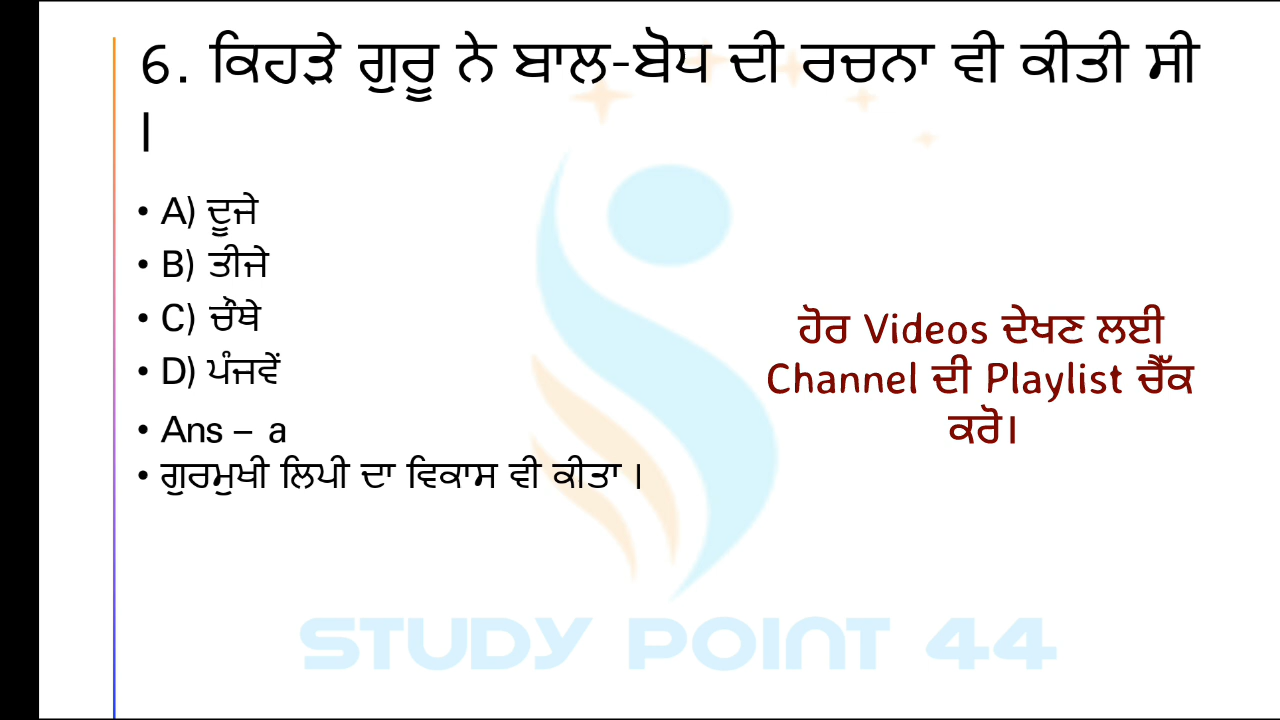 6. ਕਿਹੜੇ ਗੁਰੂ ਨੇ ਬਾਲ-ਬੋਧ ਦੀ ਰਚਨਾ ਵੀ ਕੀਤੀ ਸੀ
।
• A) ਦੂਜੇ
• B) ਤੀਜੇ
• C) ਚੌਥੇ
• D) ਪੰਜਵੇਂ
• Ans – a
• ਗੁਰਮੁਖੀ ਲਿਪੀ ਦਾ ਵਿਕਾਸ ਵੀ ਕੀਤਾ ।
ਹੋਰ Videos ਦੇਖਣ ਲਈ
Channel ਦੀ Playlist ਚੈੱਕ
ਕਰੋ।
STUDY POINT 44